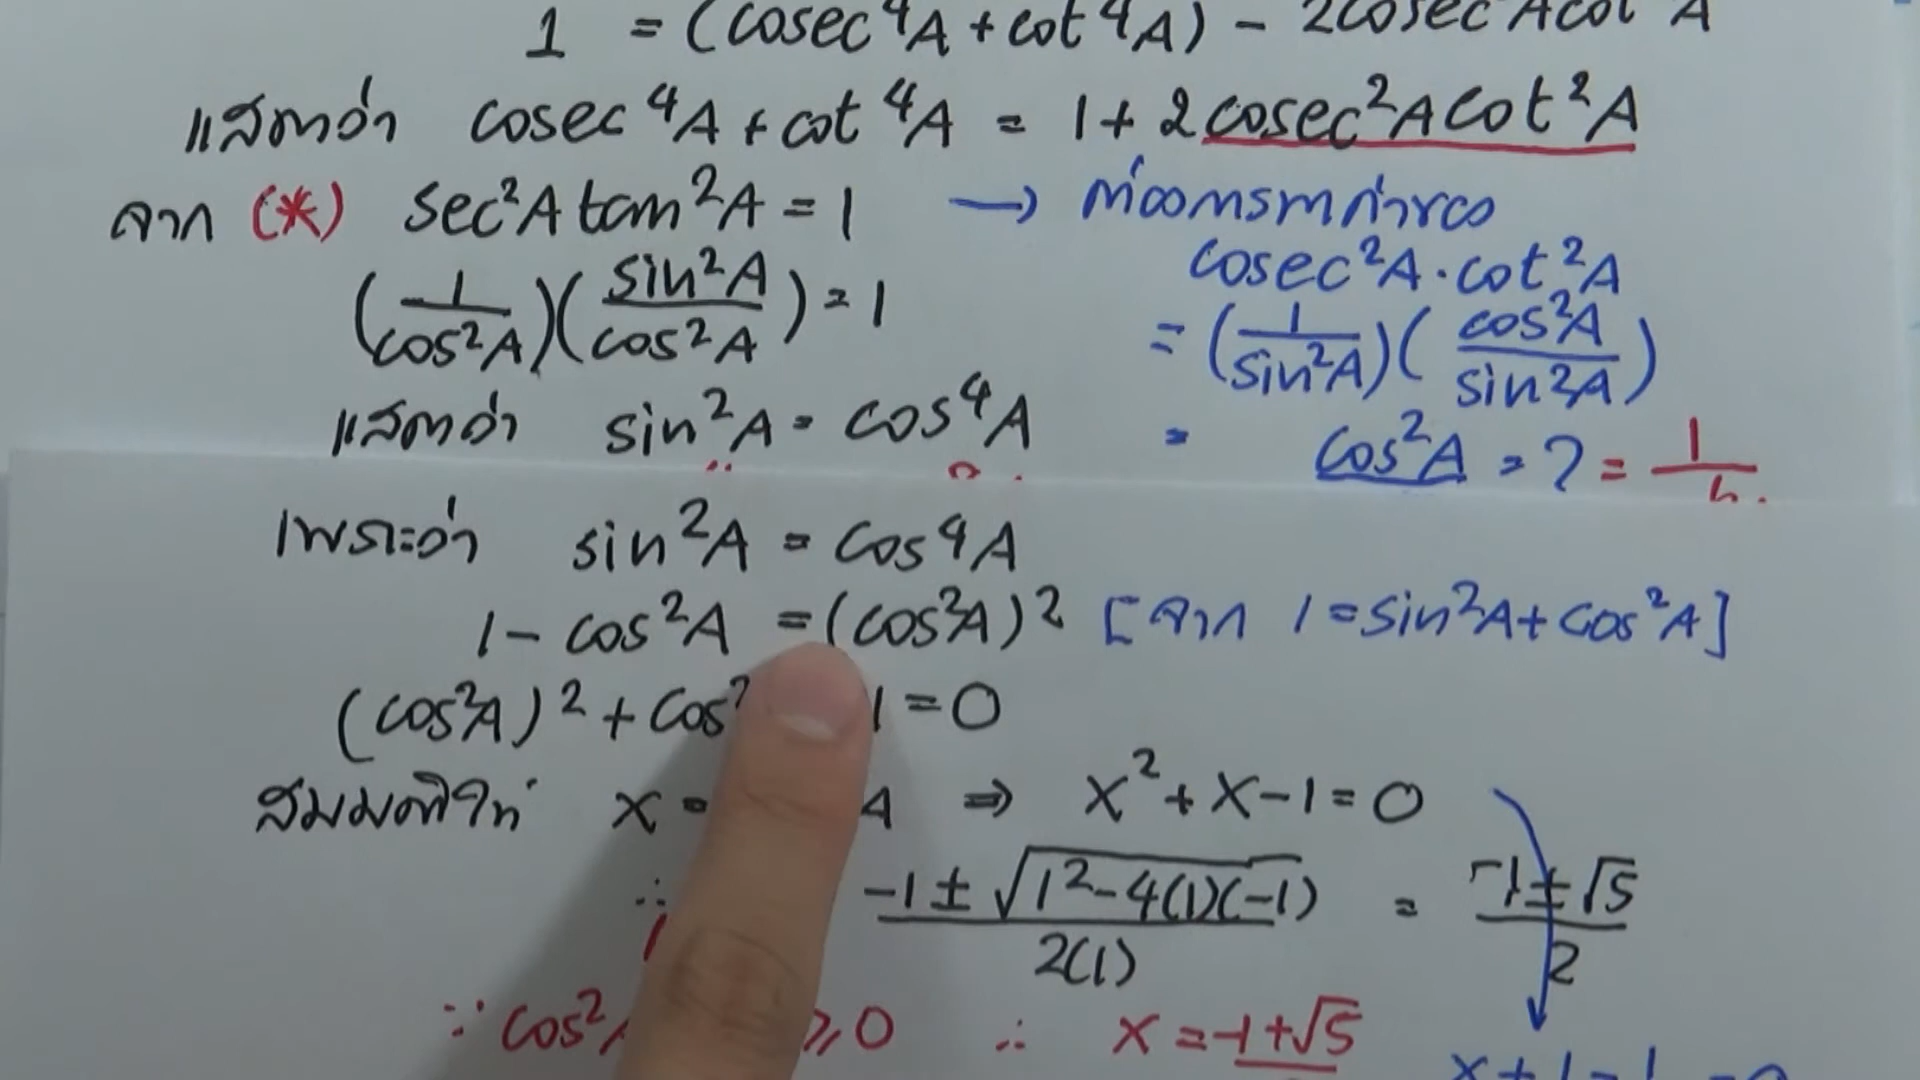 1 = (cosec⁴A + cot⁴A) - 2cosec²Acot²A
แสดงว่า cosec⁴A + cot⁴A = 1 + 2cosec²Acot²A
จาก (*) sec²A tan²A = 1 → ต้องการทราบค่าของ
cosec²A · cot²A
(1/cos²A)(sin²A/cos²A) = 1
= (1/sin²A)(cos²A/sin²A)
แสดงว่า sin²A = cos⁴A
= cos²A = ? = 1
เพราะว่า sin²A = cos⁴A
1 - cos²A = (cos²A)² [จาก 1 = sin²A + cos²A]
(cos²A)² + cos² 1 = 0
สมมติให้ x = A ⇒ x² + x - 1 = 0
∴ -1 ± √(1² - 4(1)(-1)) / 2(1) = -1 ± √5 / 2
∵ cos²A ≥ 0 ∴ x = -1 + √5